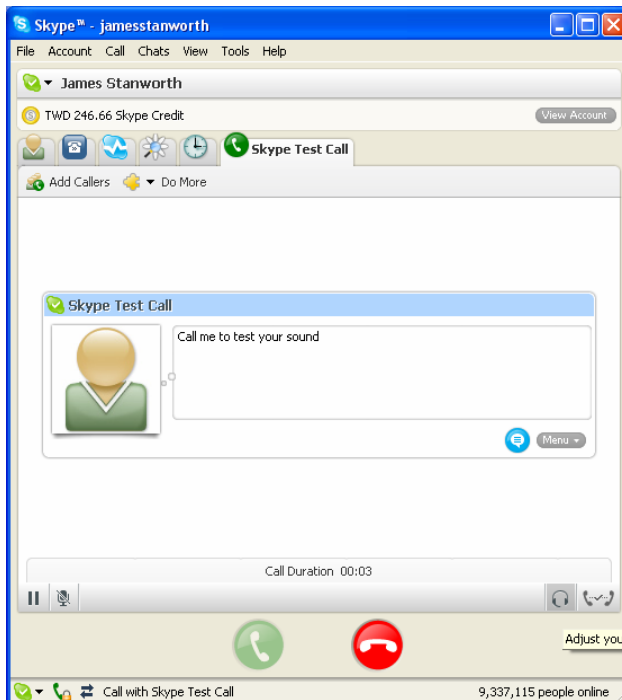 Skype™ - jamesstanworth
File Account Call Chats View Tools Help
James Stanworth
TWD 246.66 Skype Credit View Account
Skype Test Call
Add Callers Do More
Skype Test Call
Call me to test your sound
Menu
Call Duration 00:03
Adjust you
Call with Skype Test Call 9,337,115 people online